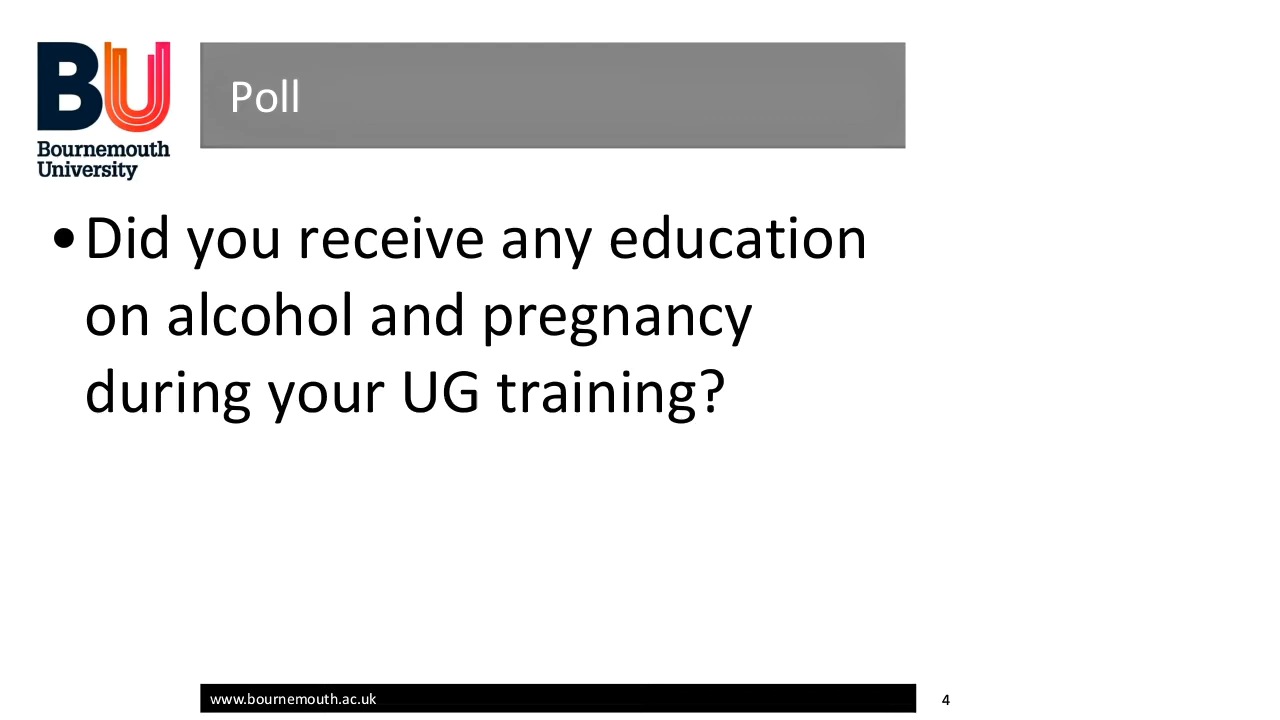 BU
Bournemouth
University
Poll
•Did you receive any education
on alcohol and pregnancy
during your UG training?
www.bournemouth.ac.uk
4